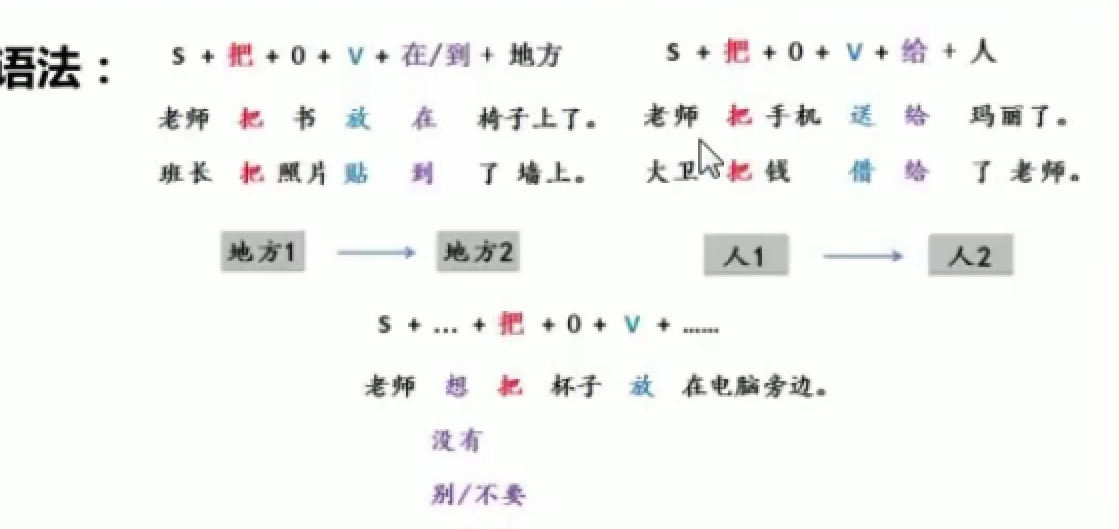 语法：
S + 把 + O + V + 在/到 + 地方
老师 把 书 放 在 椅子上了。
班长 把 照片 贴 到 了 墙上。
地方1 → 地方2
S + 把 + O + V + 给 + 人
老师 把 手机 送 给 玛丽了。
大卫 把 钱 借 给 了 老师。
人1 → 人2
S + ... + 把 + O + V + ......
老师 想 把 杯子 放 在电脑旁边。
没有
别/不要